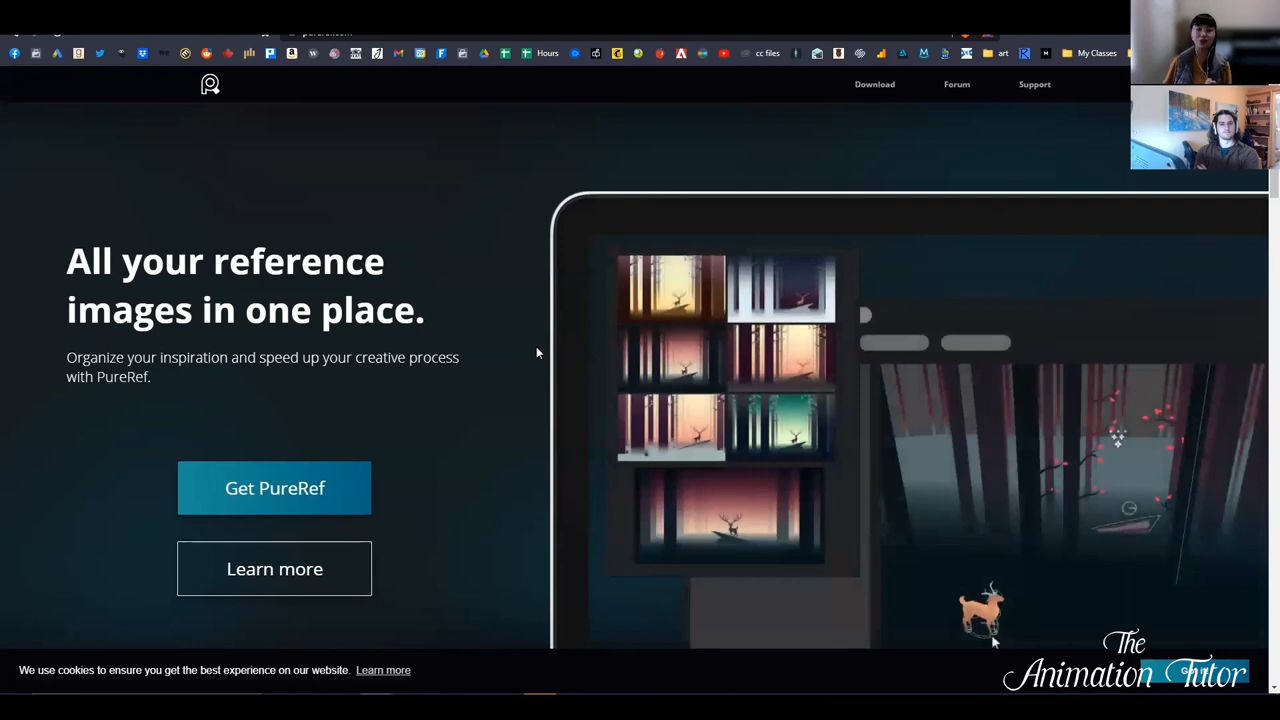 Hours
cc files
art
My Classes
Download
Forum
Support
All your reference
images in one place.
Organize your inspiration and speed up your creative process
with PureRef.
Get PureRef
Learn more
We use cookies to ensure you get the best experience on our website. Learn more
The
Animation Tutor